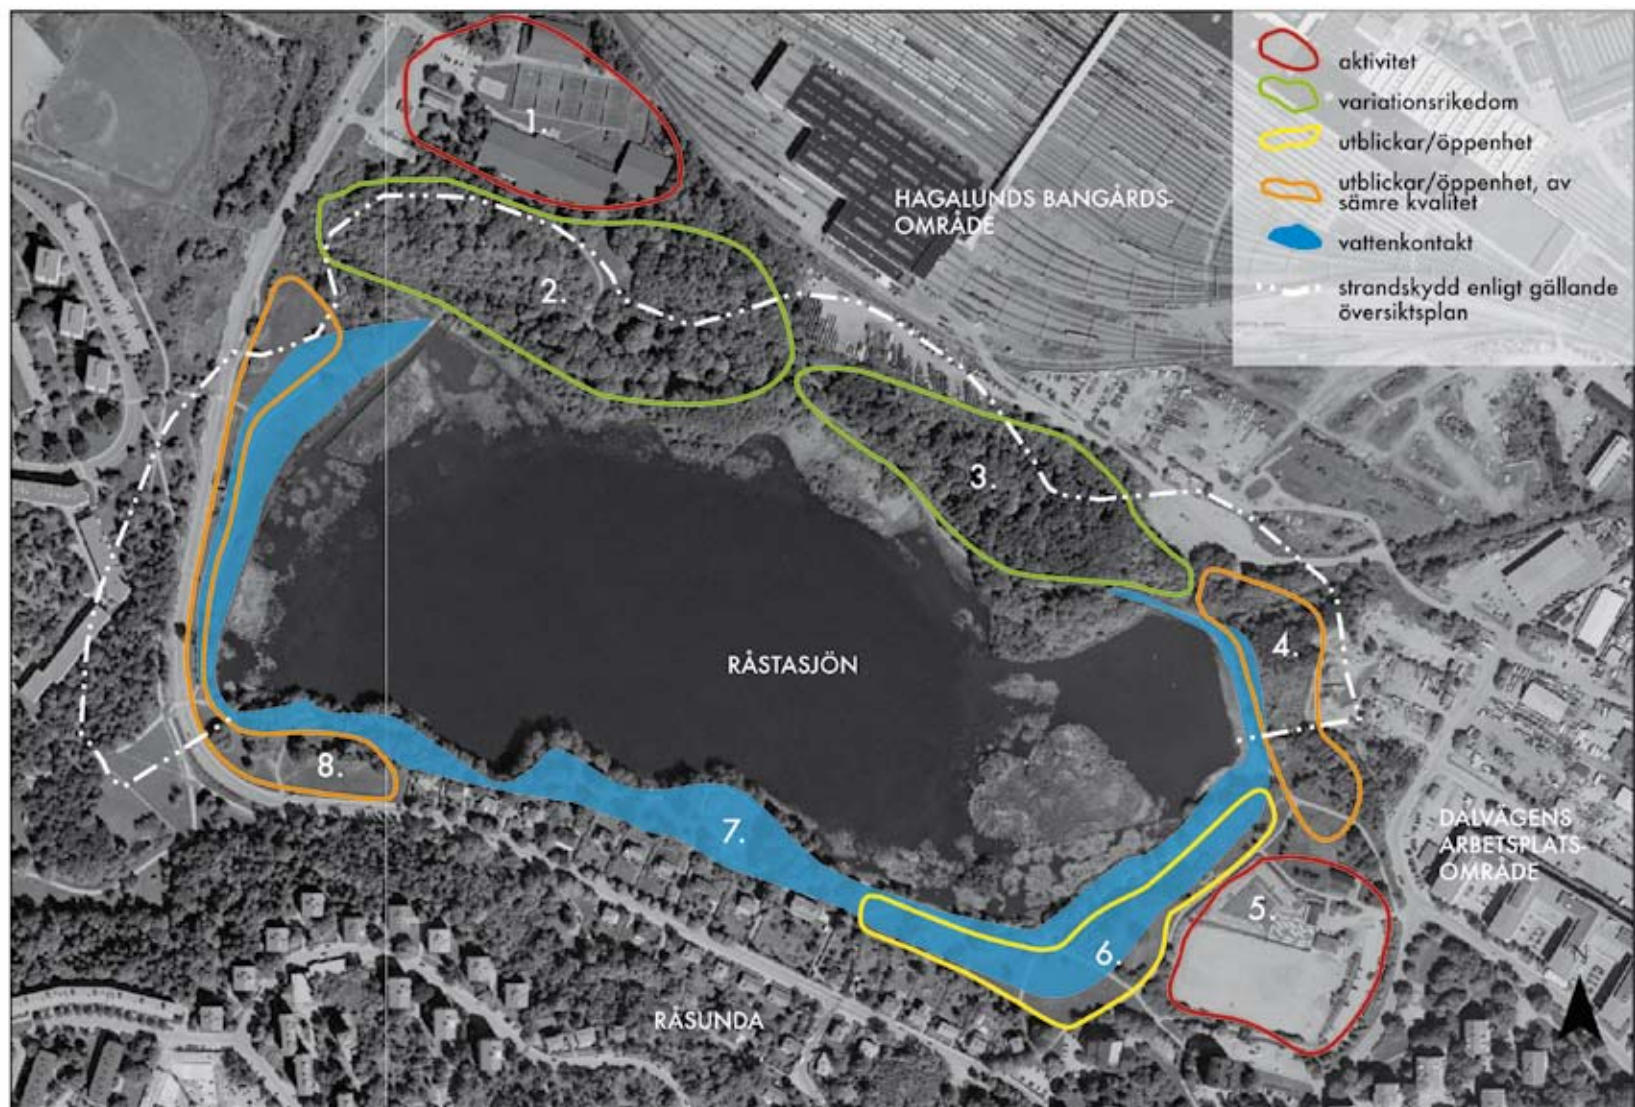 aktivitet
variationsrikedom
utblickar/öppenhet
utblickar/öppenhet, av
sämre kvalitet
vattenkontakt
strandskydd enligt gällande
översiktsplan
1.
HAGALUNDS BANGÅRDS-
OMRÅDE
2.
3.
RÅSTASJÖN
4.
8.
7.
DALVÄGENS
ARBETSPLATS-
OMRÅDE
5.
6.
RÅSUNDA